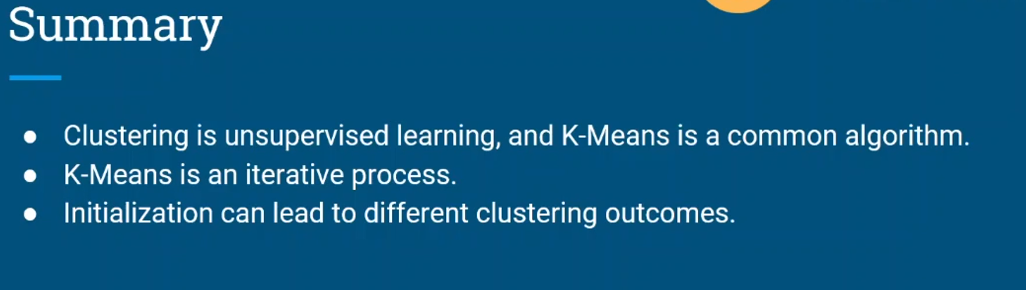 Summary
● Clustering is unsupervised learning, and K-Means is a common algorithm.
● K-Means is an iterative process.
● Initialization can lead to different clustering outcomes.